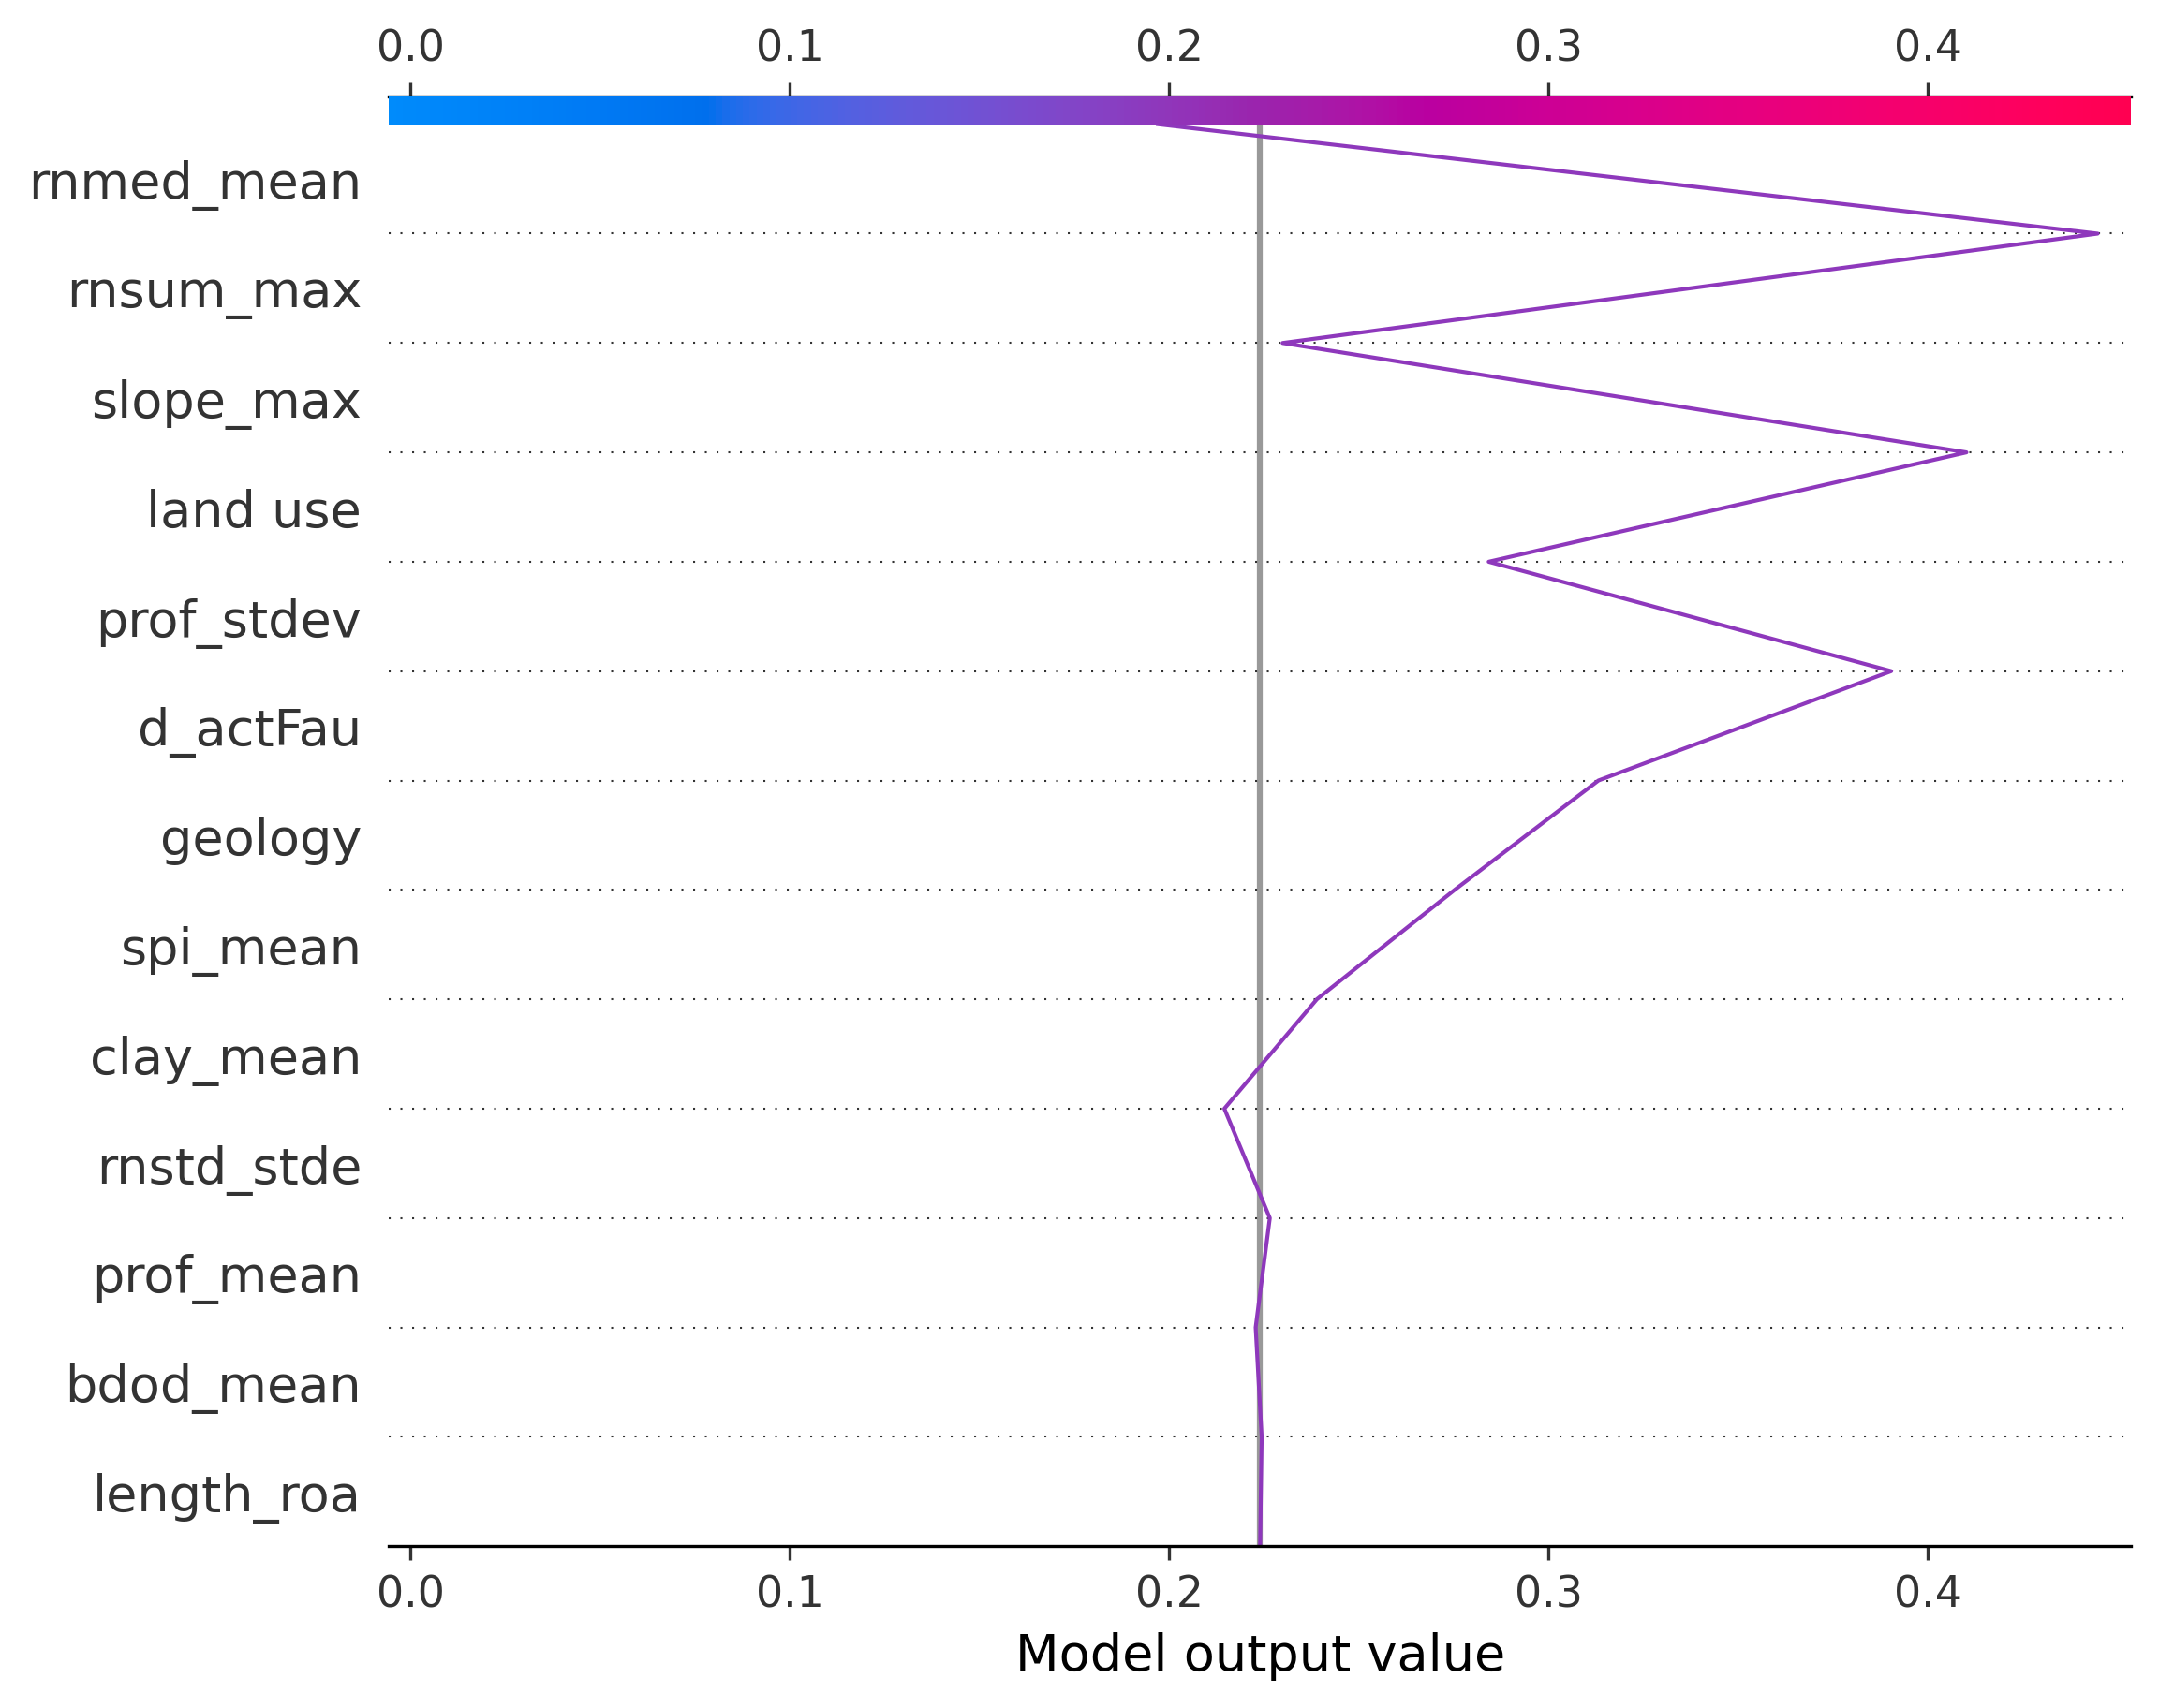 0.0 0.1 0.2 0.3 0.4
rnmed_mean
rnsum_max
slope_max
land use
prof_stdev
d_actFau
geology
spi_mean
clay_mean
rnstd_stde
prof_mean
bdod_mean
length_roa
0.0 0.1 0.2 0.3 0.4
Model output value